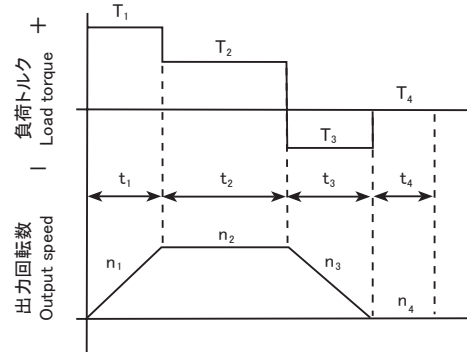 負荷トルク
Load torque
+
−
T₁
T₂
T₃
T₄
t₁
t₂
t₃
t₄
出力回転数
Output speed
n₁
n₂
n₃
n₄